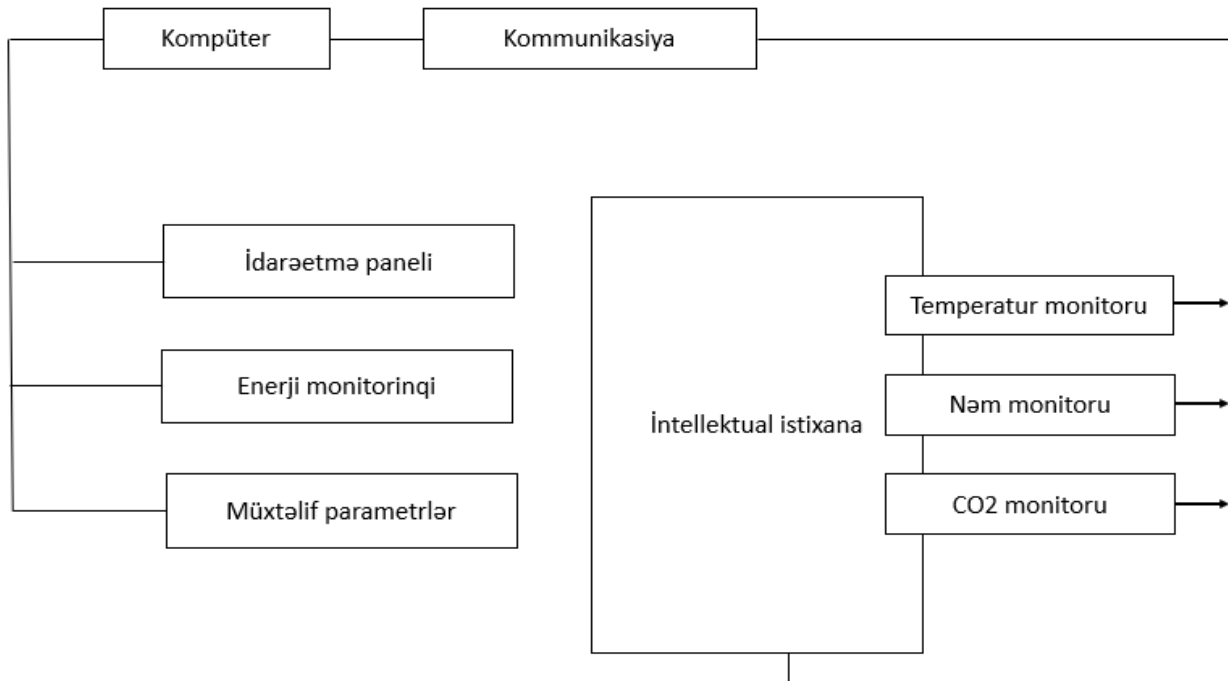 Kompüter
Kommunikasiya
İdarəetmə paneli
Enerji monitorinqi
Müxtəlif parametrlər
İntellektual istixana
Temperatur monitoru
Nəm monitoru
CO2 monitoru